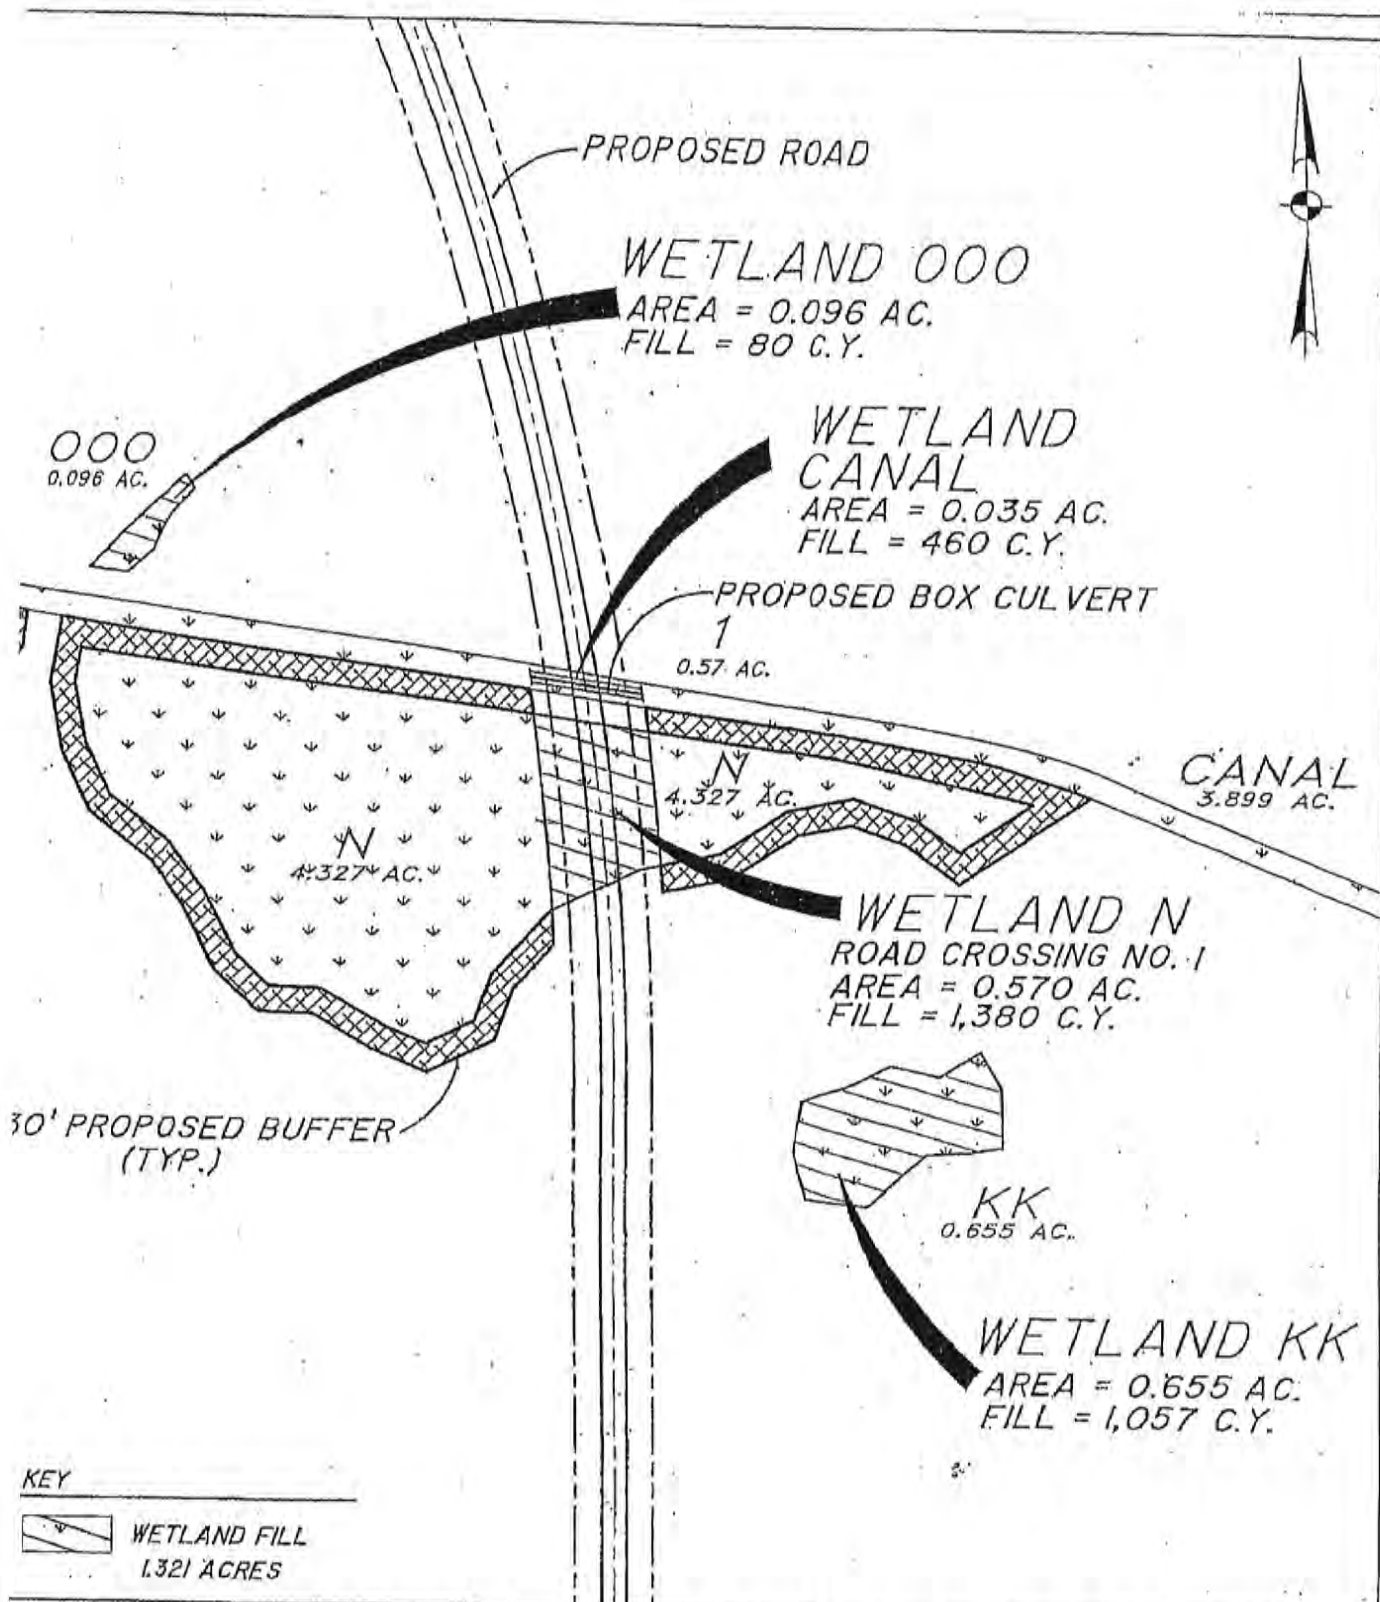 PROPOSED ROAD
WETLAND OOO
AREA = 0.096 AC.
FILL = 80 C.Y.
OOO
0.096 AC.
WETLAND
CANAL
AREA = 0.035 AC.
FILL = 460 C.Y.
PROPOSED BOX CULVERT
1
0.57 AC.
CANAL
3.899 AC.
N
4.327 AC.
N
4.327 AC.
WETLAND N
ROAD CROSSING NO. 1
AREA = 0.570 AC.
FILL = 1,380 C.Y.
30' PROPOSED BUFFER
(TYP.)
KK
0.655 AC.
WETLAND KK
AREA = 0.655 AC.
FILL = 1,057 C.Y.
KEY
WETLAND FILL
1.321 ACRES